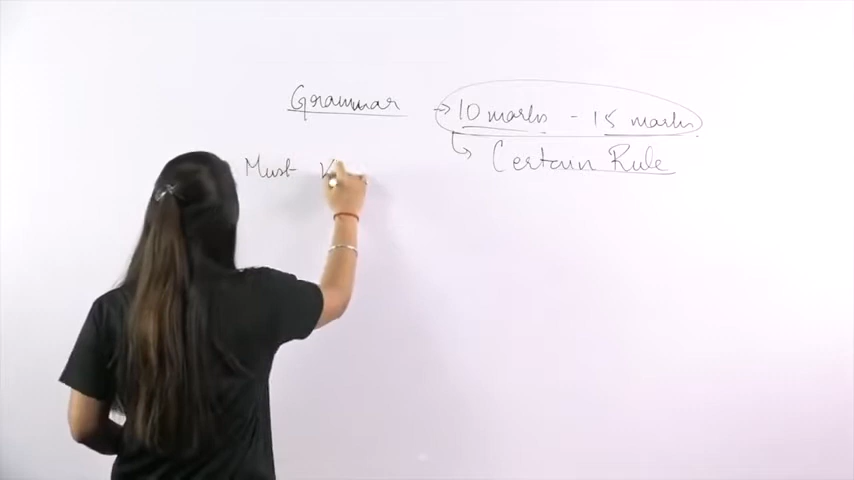 Grammar → 10 marks - 15 marks
↳ Certain Rule
Must